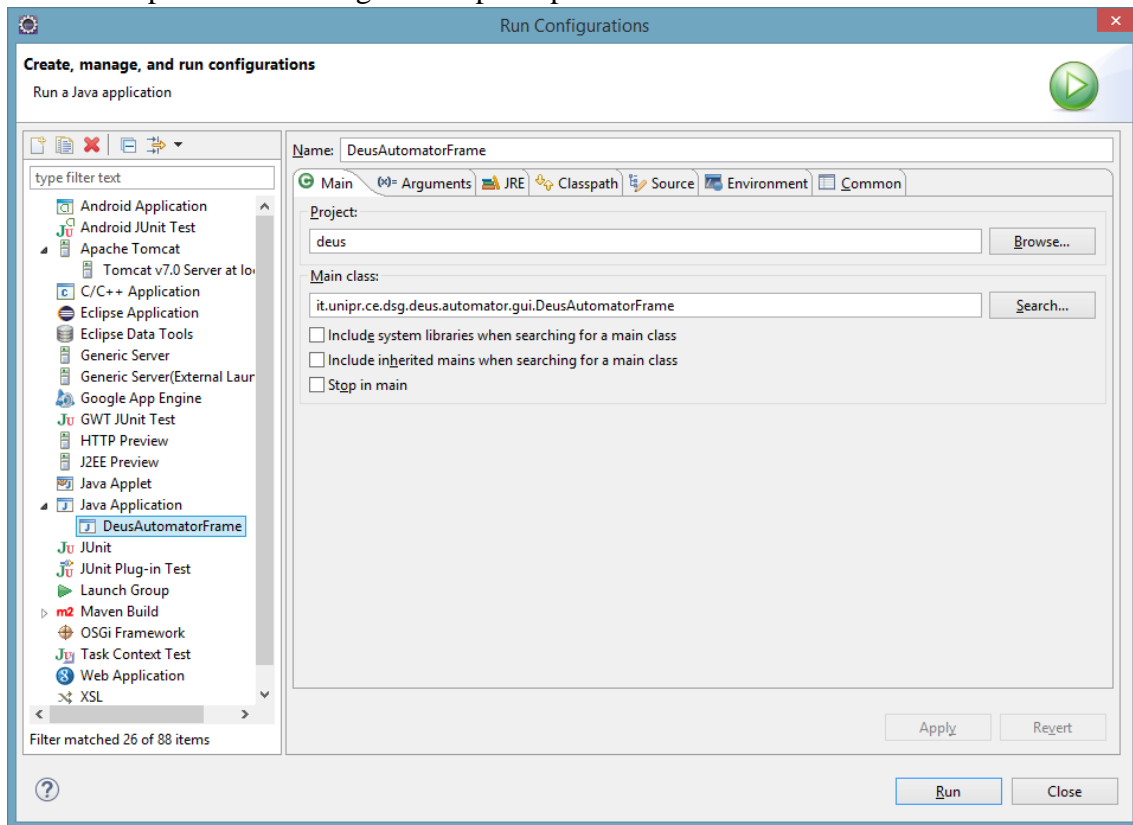 Run Configurations
Create, manage, and run configurations
Run a Java application
Name: DeusAutomatorFrame
type filter text
Android Application
Android JUnit Test
Apache Tomcat
Tomcat v7.0 Server at lo
C/C++ Application
Eclipse Application
Eclipse Data Tools
Generic Server
Generic Server(External Laur
Google App Engine
GWT JUnit Test
HTTP Preview
J2EE Preview
Java Applet
Java Application
DeusAutomatorFrame
JUnit
JUnit Plug-in Test
Launch Group
m2 Maven Build
OSGi Framework
Task Context Test
Web Application
XSL
Filter matched 26 of 88 items
Main (x)= Arguments JRE Classpath Source Environment Common
Project:
deus Browse...
Main class:
it.unipr.ce.dsg.deus.automator.gui.DeusAutomatorFrame Search...
Include system libraries when searching for a main class
Include inherited mains when searching for a main class
Stop in main
Apply Revert
Run Close